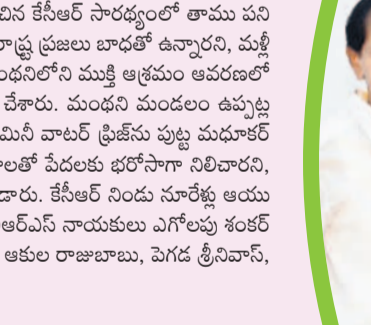 చిన కేసీఆర్ సారథ్యంలో తాము పని
రాష్ట్ర ప్రజలు బాధతో ఉన్నారని, మళ్లీ
ంథనిలోని ముక్తి ఆశ్రమం ఆవరణలో
చేశారు. మంథని మండలం ఉప్పట్ల
మినీ వాటర్ ఫ్రిజ్‌ను పుట్ట మధూకర్
ాలతో పేదలకు భరోసాగా నిలిచారని,
డారు. కేసీఆర్ నిండు నూరేళ్లు ఆయు
ఆర్ఎస్ నాయకులు ఎగోలపు శంకర్
ఆకుల రాజుబాబు, పెగడ శ్రీనివాస్,